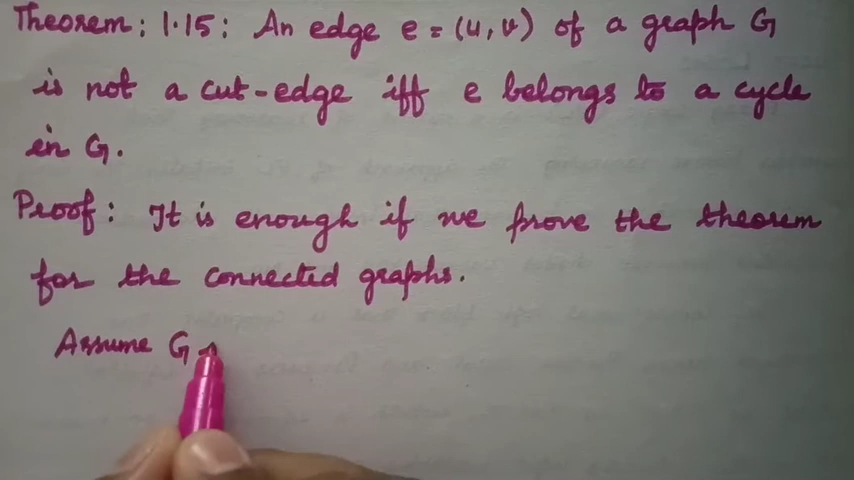 Theorem: 1.15: An edge e = (u, v) of a graph G
is not a cut-edge iff e belongs to a cycle
in G.
Proof: It is enough if we prove the theorem
for the connected graphs.
Assume G